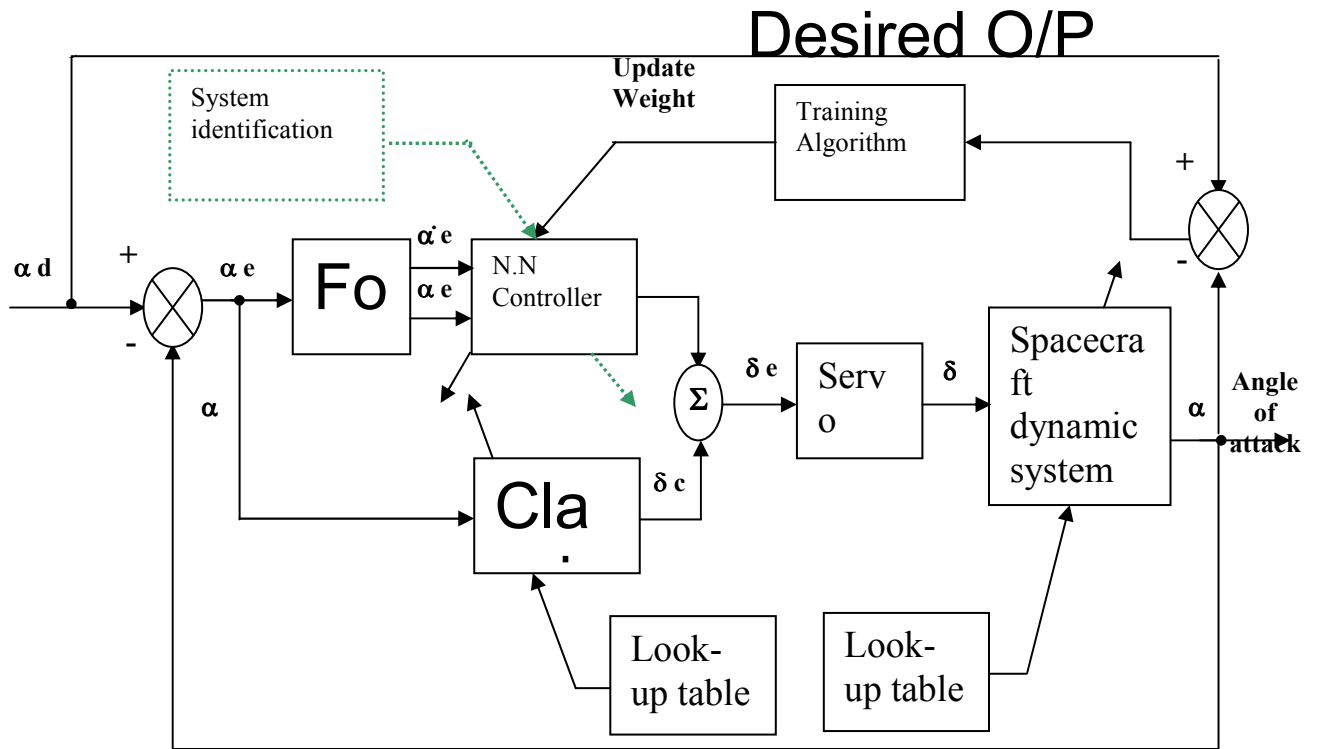 Desired O/P
Update
Weight
System
identification
Training
Algorithm
+
-
α d
+
-
α e
Fo
α̇ e
α e
N.N
Controller
α
Σ
δ e
Serv
o
δ
Spacecra
ft
dynamic
system
α
Angle
of
attack
Cla
.
δ c
Look-
up table
Look-
up table